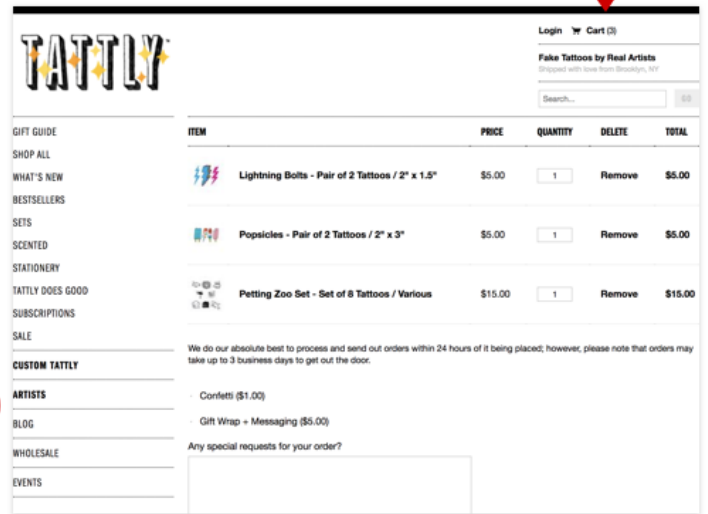 TATTLY
Login Cart (3)
Fake Tattoos by Real Artists
Shipped with love from Brooklyn, NY
Search...
GO
GIFT GUIDE
SHOP ALL
WHAT'S NEW
BESTSELLERS
SETS
SCENTED
STATIONERY
TATTLY DOES GOOD
SUBSCRIPTIONS
SALE
CUSTOM TATTLY
ARTISTS
BLOG
WHOLESALE
EVENTS
ITEM PRICE QUANTITY DELETE TOTAL
Lightning Bolts - Pair of 2 Tattoos / 2" x 1.5" $5.00 1 Remove $5.00
Popsicles - Pair of 2 Tattoos / 2" x 3" $5.00 1 Remove $5.00
Petting Zoo Set - Set of 8 Tattoos / Various $15.00 1 Remove $15.00
We do our absolute best to process and send out orders within 24 hours of it being placed; however, please note that orders may
take up to 3 business days to get out the door.
Confetti ($1.00)
Gift Wrap + Messaging ($5.00)
Any special requests for your order?